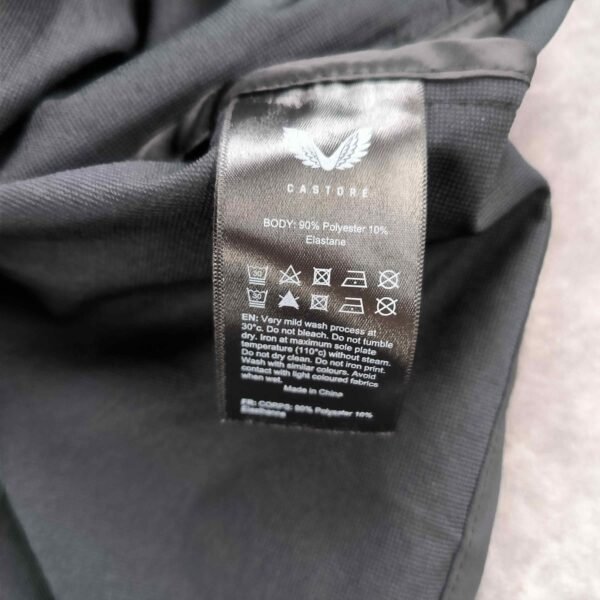 CASTORE
BODY: 90% Polyester 10%
Elastane
30
30
EN: Very mild wash process at
30°c. Do not bleach. Do not tumble
dry. Iron at maximum sole plate
temperature (110°c) without steam.
Do not dry clean. Do not iron print.
Wash with similar colours. Avoid
contact with light coloured fabrics
when wet.
Made in China
FR: CORPS: 90% Polyester 10%